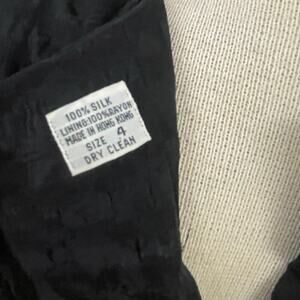 100% SILK
LINING:100%RAYON
MADE IN HONG KONG
SIZE 4
DRY CLEAN